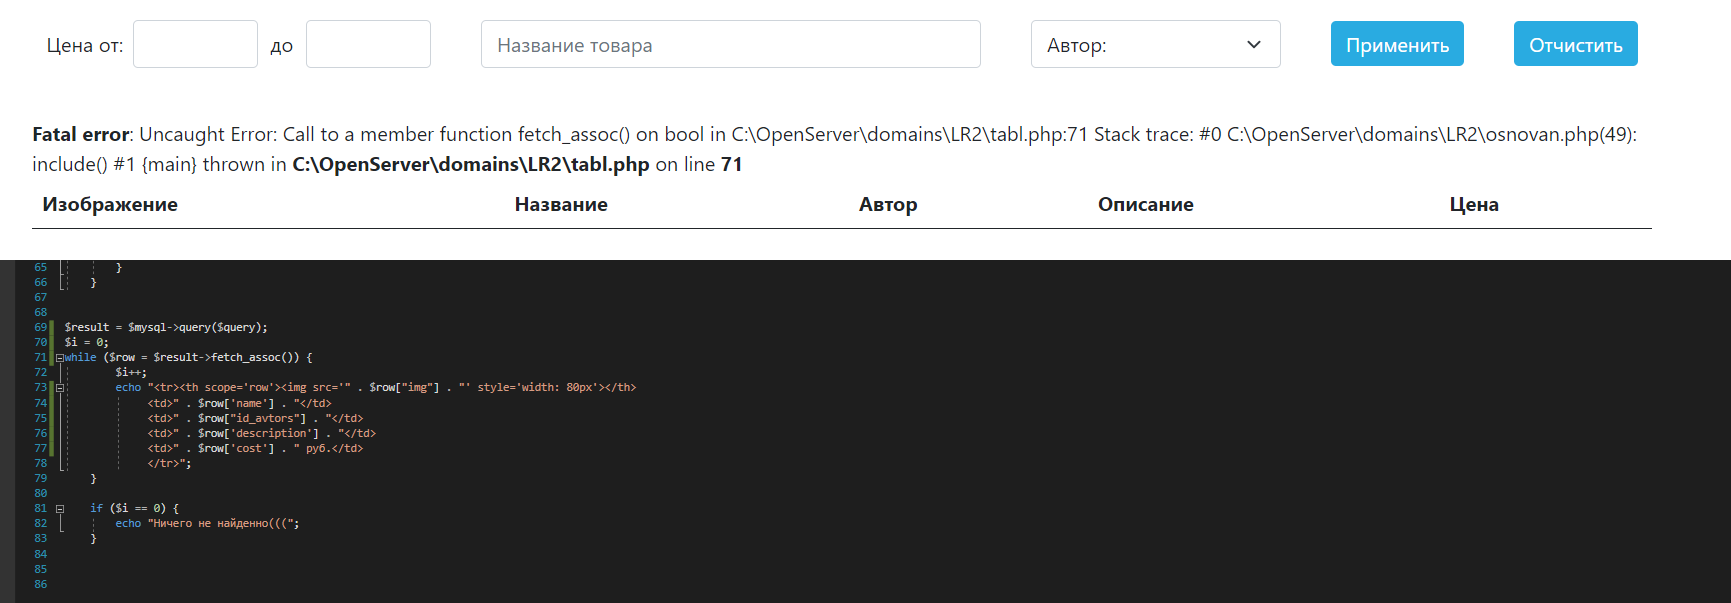 Цена от: до Название товара Автор: Применить Отчистить
Fatal error: Uncaught Error: Call to a member function fetch_assoc() on bool in C:\OpenServer\domains\LR2\tabl.php:71 Stack trace: #0 C:\OpenServer\domains\LR2\osnovan.php(49):
include() #1 {main} thrown in C:\OpenServer\domains\LR2\tabl.php on line 71
Изображение Название Автор Описание Цена
65 }
66 }
67
68
69 $result = $mysql->query($query);
70 $i = 0;
71 while ($row = $result->fetch_assoc()) {
72 $i++;
73 echo "<tr><th scope='row'><img src='" . $row["img"] . "' style='width: 80px'></th>
74 <td>" . $row['name'] . "</td>
75 <td>" . $row["id_avtors"] . "</td>
76 <td>" . $row['description'] . "</td>
77 <td>" . $row['cost'] . " руб.</td>
78 </tr>";
79 }
80
81 if ($i == 0) {
82 echo "Ничего не найденно(((";
83 }
84
85
86